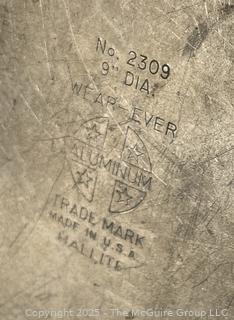 No. 2309
9" DIA.
WEAR-EVER
ALUMINUM
TRADE MARK
MADE IN U.S.A.
HALLITE
Copyright 2025 - The McGuire Group LLC